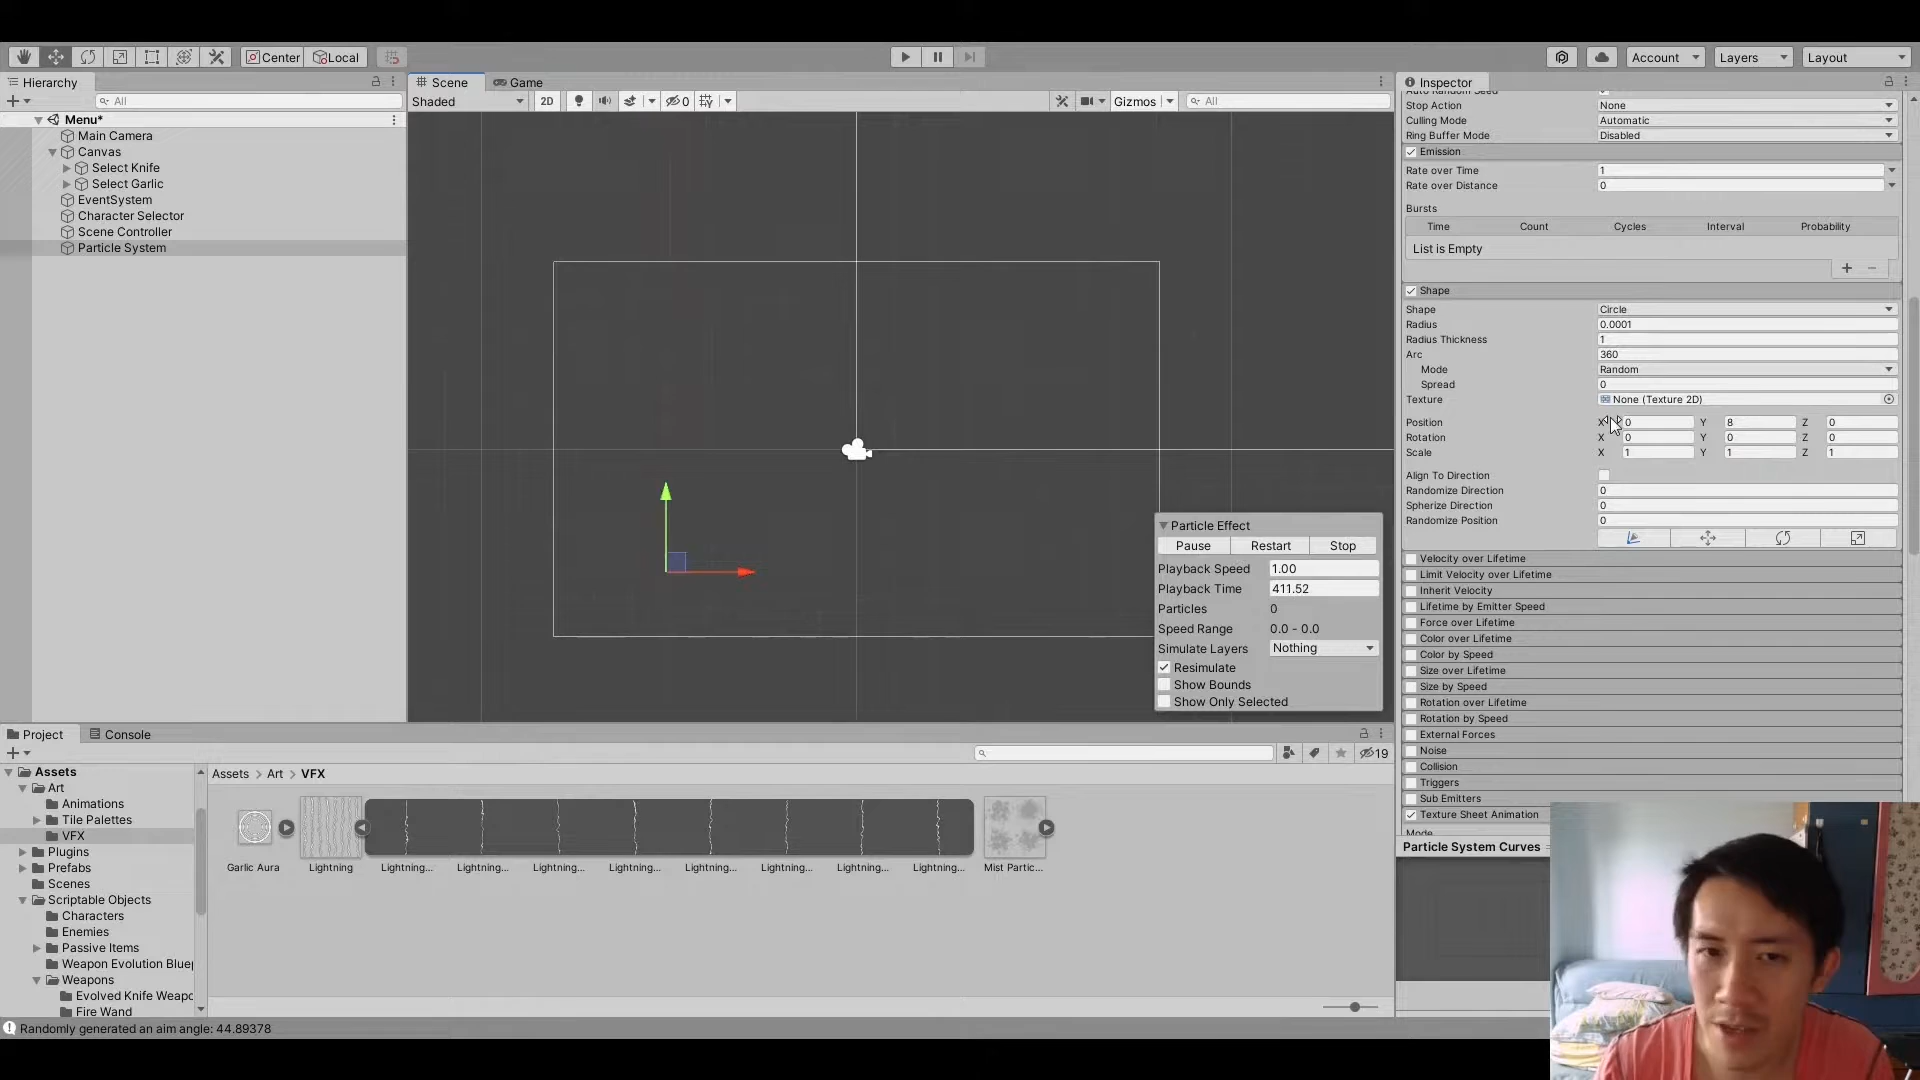 Center
Local
Account
Layers
Layout
Hierarchy
All
Menu*
Main Camera
Canvas
Select Knife
Select Garlic
EventSystem
Character Selector
Scene Controller
Particle System
Scene
Game
Shaded
2D
0
Gizmos
All
Particle Effect
Pause
Restart
Stop
Playback Speed
1.00
Playback Time
411.52
Particles
0
Speed Range
0.0 - 0.0
Simulate Layers
Nothing
Resimulate
Show Bounds
Show Only Selected
Inspector
Auto Random Seed
Stop Action
None
Culling Mode
Automatic
Ring Buffer Mode
Disabled
Emission
Rate over Time
1
Rate over Distance
0
Bursts
Time Count Cycles Interval Probability
List is Empty
Shape
Shape
Circle
Radius
0.0001
Radius Thickness
1
Arc
360
Mode
Random
Spread
0
Texture
None (Texture 2D)
Position X 0 Y 8 Z 0
Rotation X 0 Y 0 Z 0
Scale X 1 Y 1 Z 1
Align To Direction
Randomize Direction
0
Spherize Direction
0
Randomize Position
0
Velocity over Lifetime
Limit Velocity over Lifetime
Inherit Velocity
Lifetime by Emitter Speed
Force over Lifetime
Color over Lifetime
Color by Speed
Size over Lifetime
Size by Speed
Rotation over Lifetime
Rotation by Speed
External Forces
Noise
Collision
Triggers
Sub Emitters
Texture Sheet Animation
Mode
Particle System Curves
Project
Console
19
Assets
Art
Animations
Tile Palettes
VFX
Plugins
Prefabs
Scenes
Scriptable Objects
Characters
Enemies
Passive Items
Weapon Evolution Bluep
Weapons
Evolved Knife Weapo
Fire Wand
Assets > Art > VFX
Garlic Aura
Lightning
Lightning...
Lightning...
Lightning...
Lightning...
Lightning...
Lightning...
Lightning...
Lightning...
Mist Partic...
Randomly generated an aim angle: 44.89378